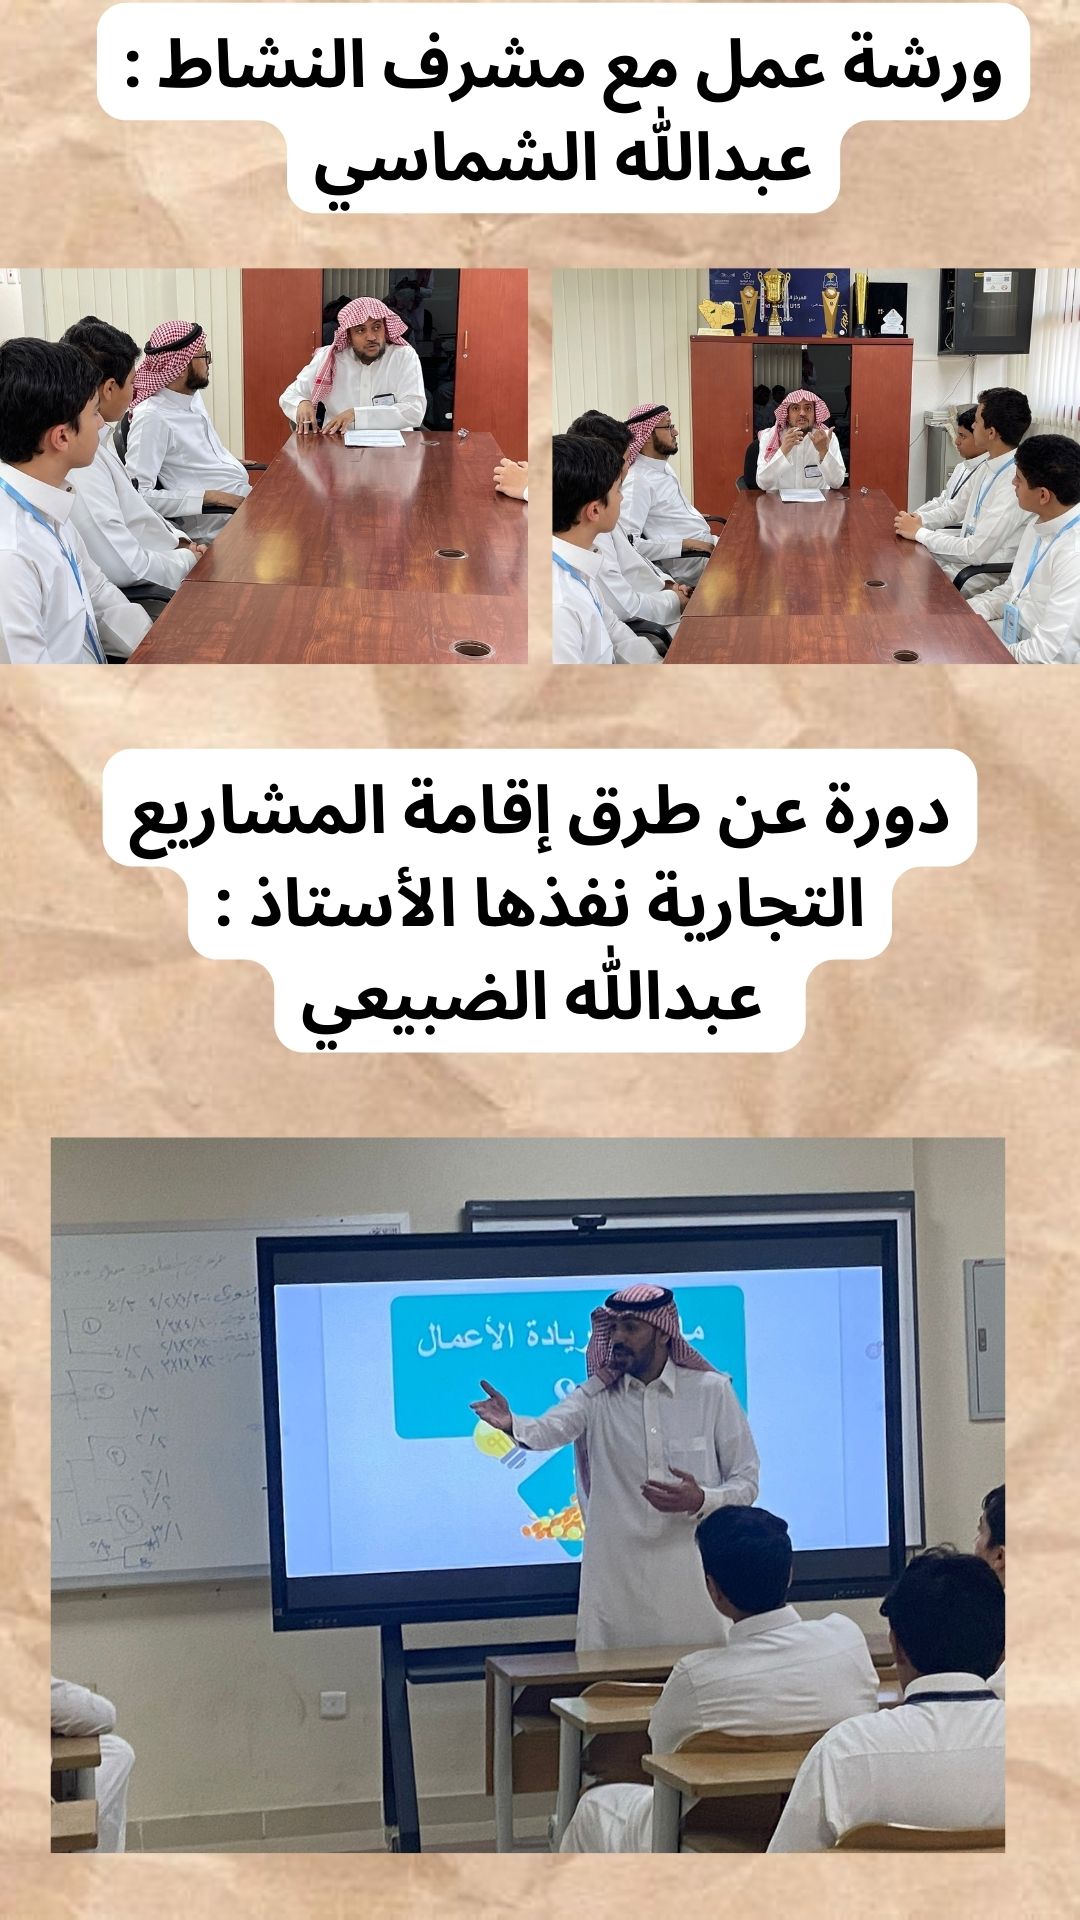 ورشة عمل مع مشرف النشاط :
عبدالله الشماسي
U15
دورة عن طرق إقامة المشاريع
التجارية نفذها الأستاذ :
عبدالله الضبيعي
ريادة الأعمال